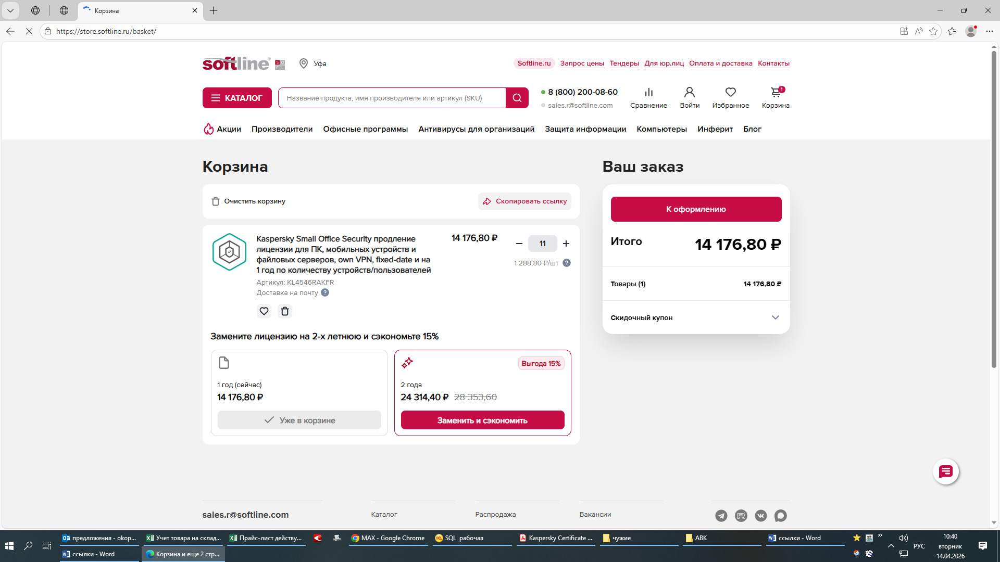 Корзина
https://store.softline.ru/basket/
softline® SOFL
Уфа
Softline.ru Запрос цены Тендеры Для юр.лиц Оплата и доставка Контакты
КАТАЛОГ
Название продукта, имя производителя или артикул (SKU)
8 (800) 200-08-60
sales.r@softline.com
Сравнение
Войти
Избранное
1
Корзина
Акции Производители Офисные программы Антивирусы для организаций Защита информации Компьютеры Инферит Блог
Корзина
Очистить корзину
Скопировать ссылку
Kaspersky Small Office Security продление
лицензии для ПК, мобильных устройств и
файловых серверов, own VPN, fixed-date и на
1 год по количеству устройств/пользователей
Артикул: KL4546RAKFR
Доставка на почту ?
14 176,80 ₽
− 11 +
1 288,80 ₽/шт ?
Замените лицензию на 2-х летнюю и сэкономьте 15%
1 год (сейчас)
14 176,80 ₽
Уже в корзине
Выгода 15%
2 года
24 314,40 ₽ 28 353,60
Заменить и сэкономить
Ваш заказ
К оформлению
Итого 14 176,80 ₽
Товары (1) 14 176,80 ₽
Скидочный купон
sales.r@softline.com
Каталог
Распродажа
Вакансии
предложения - okop...
Учет товара на склад...
Прайс-лист действу...
MAX - Google Chrome
SQL рабочая
Kaspersky Certificate ...
чужие
АВК
ссылки - Word
ссылки - Word
Корзина и еще 2 стр...
РУС
10:40
вторник
14.04.2026